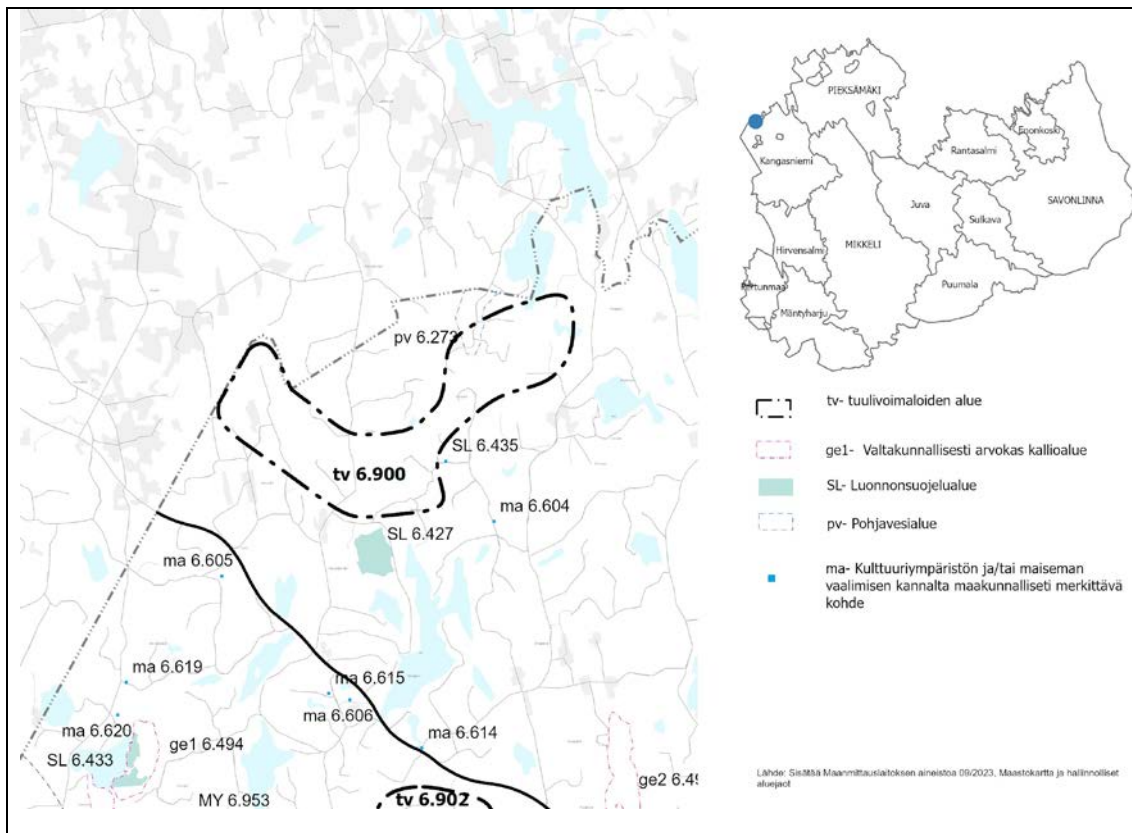 pv 6.273
SL 6.435
tv 6.900
ma 6.604
SL 6.427
ma 6.605
ma 6.619
ma 6.615
ma 6.606
ma 6.620
ma 6.614
SL 6.433
ge1 6.494
MY 6.953
tv 6.902
PIEKSÄMÄKI
Kangasniemi
Rantasalmi
Enonkoski
SAVONLINNA
Juva
Sulkava
MIKKELI
Hirvensalmi
Puumala
Pertunmaa
Mäntyharju
tv- tuulivoimaloiden alue
ge1- Valtakunnallisesti arvokas kallioalue
SL- Luonnonsuojelualue
pv- Pohjavesialue
ma- Kulttuuriympäristön ja/tai maiseman
vaalimisen kannalta maakunnalliseti merkittävä
kohde
Lähde: Sisältää Maanmittauslaitoksen aineistoa 09/2023, Maastokartta ja hallinnolliset
aluejaot